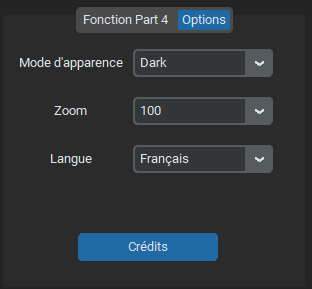 Fonction Part 4 Options
Mode d'apparence Dark
Zoom 100
Langue Français
Crédits